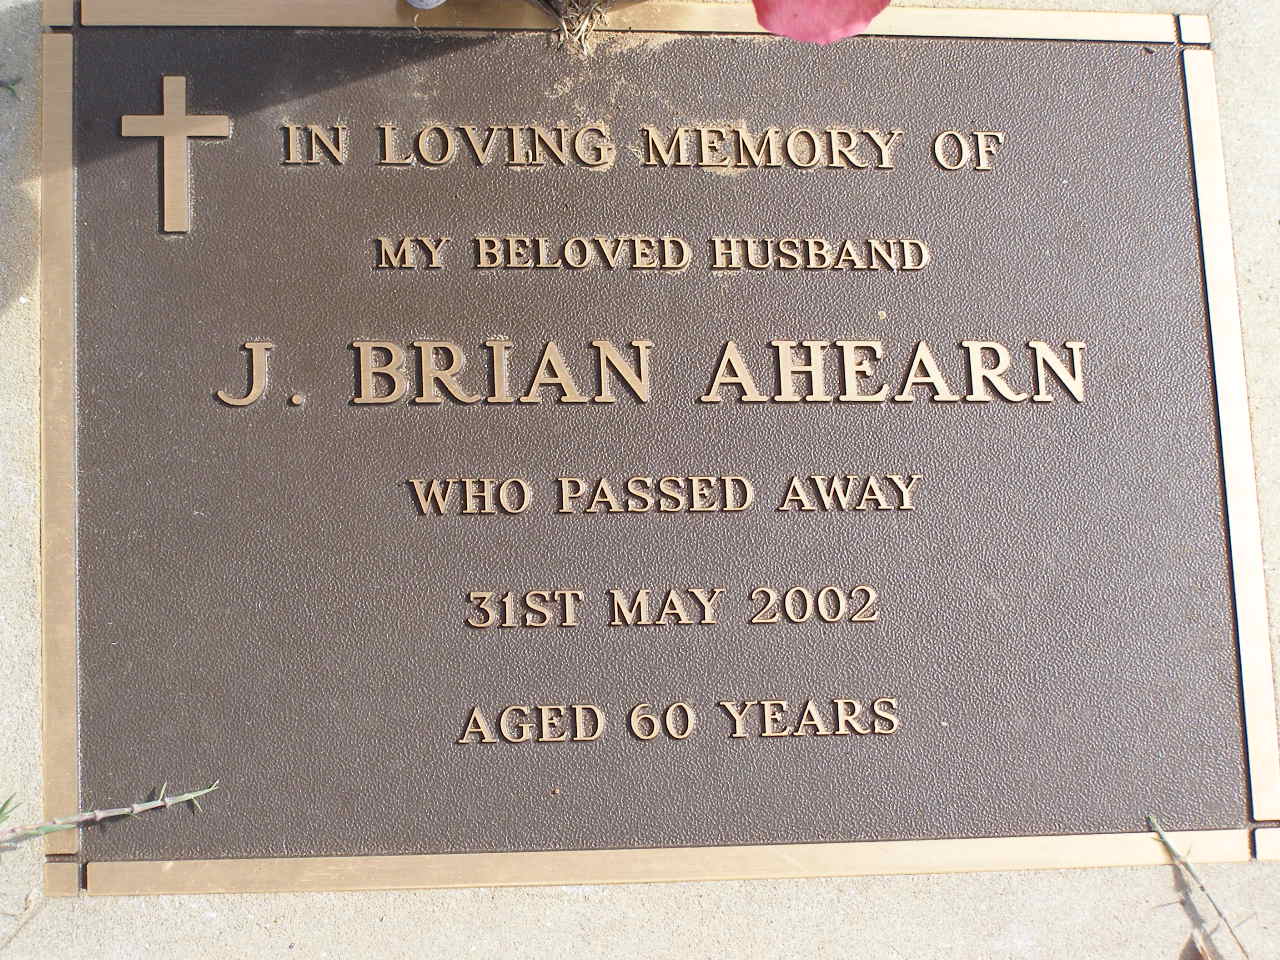 IN LOVING MEMORY OF
MY BELOVED HUSBAND
J. BRIAN AHEARN
WHO PASSED AWAY
31ST MAY 2002
AGED 60 YEARS